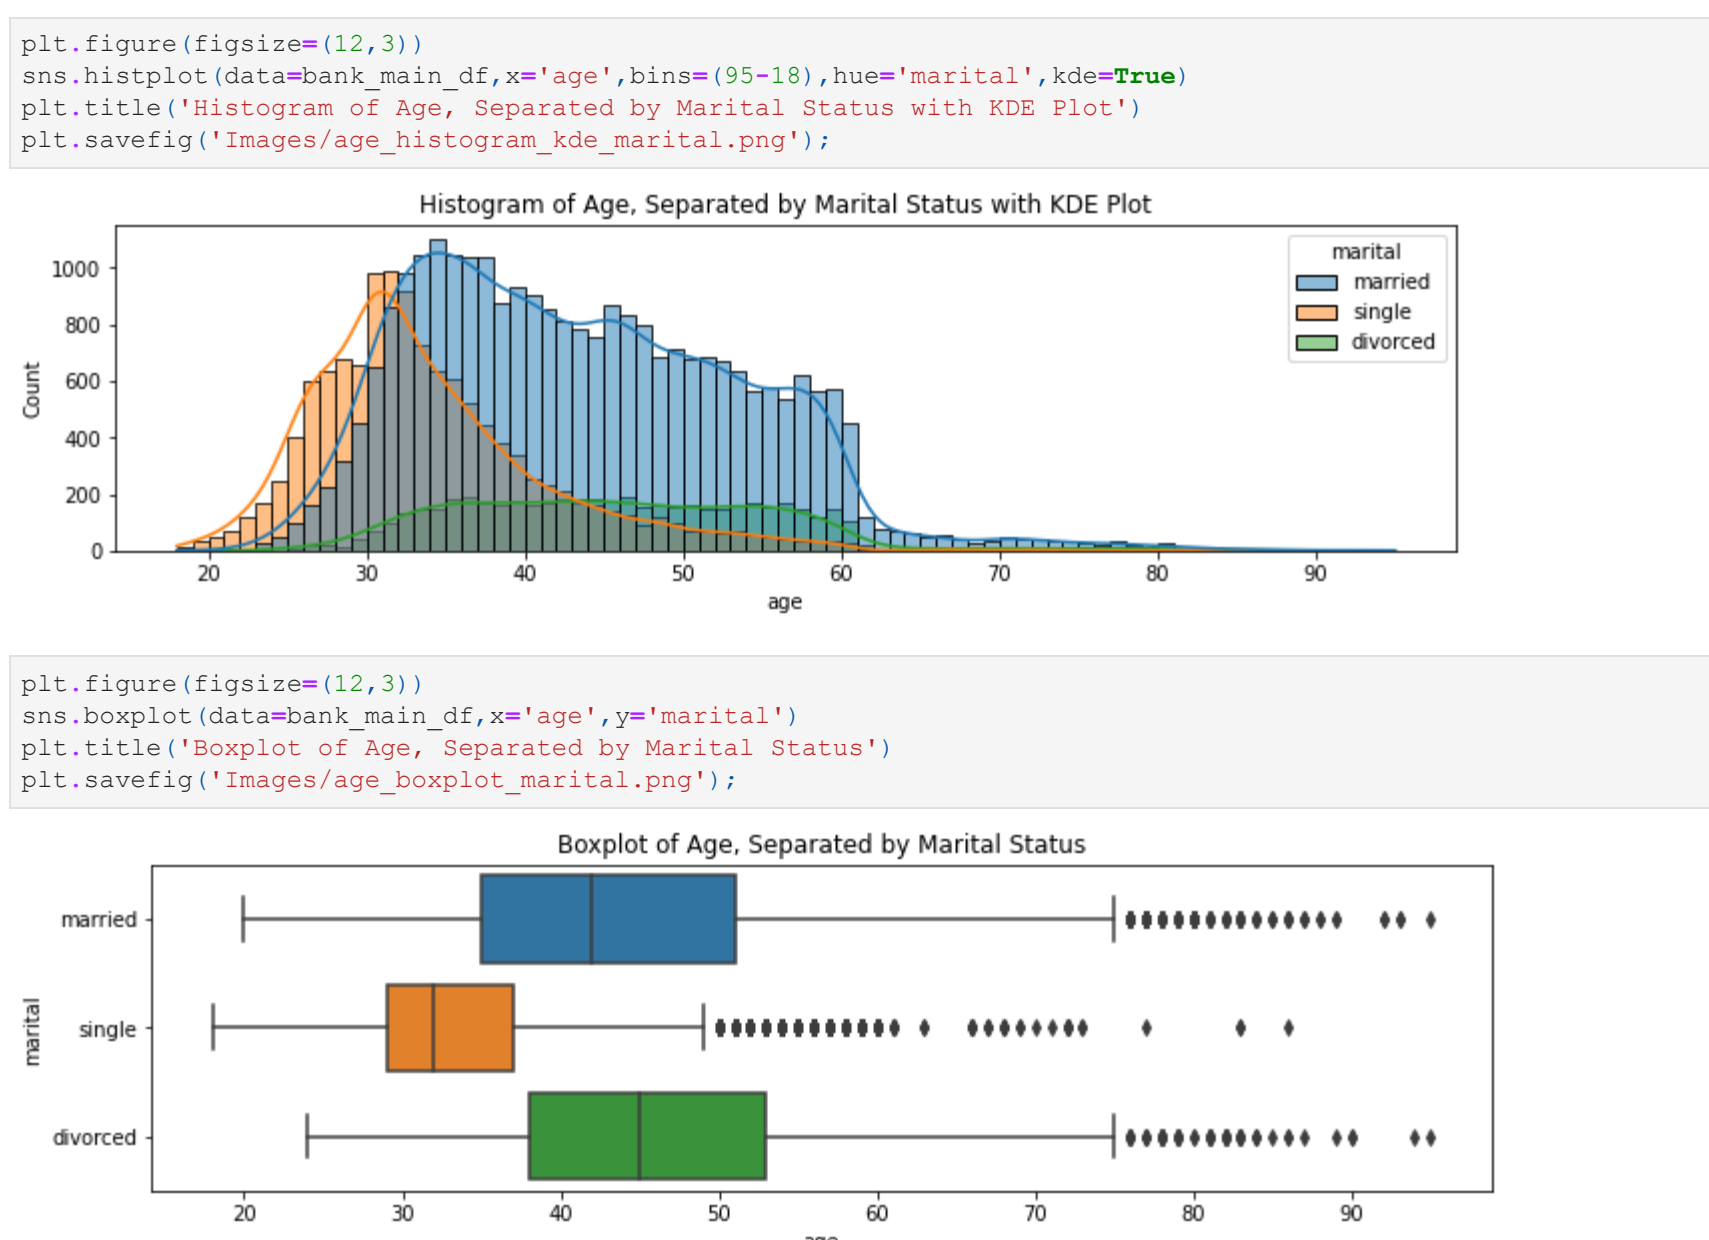 plt.figure(figsize=(12,3))
sns.histplot(data=bank_main_df,x='age',bins=(95-18),hue='marital',kde=True)
plt.title('Histogram of Age, Separated by Marital Status with KDE Plot')
plt.savefig('Images/age_histogram_kde_marital.png');
Histogram of Age, Separated by Marital Status with KDE Plot
marital
married
single
divorced
Count
1000
800
600
400
200
0
20 30 40 50 60 70 80 90
age
plt.figure(figsize=(12,3))
sns.boxplot(data=bank_main_df,x='age',y='marital')
plt.title('Boxplot of Age, Separated by Marital Status')
plt.savefig('Images/age_boxplot_marital.png');
Boxplot of Age, Separated by Marital Status
marital
married
single
divorced
20 30 40 50 60 70 80 90
age